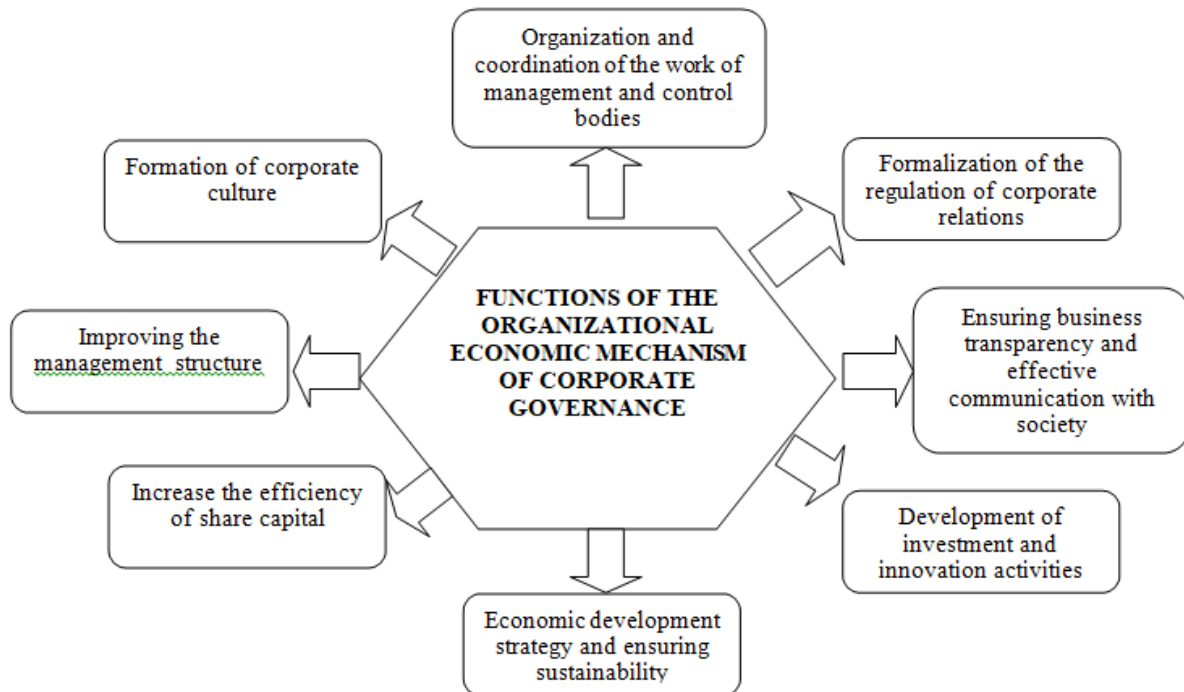 Organization and
coordination of the work of
management and control
bodies
Formation of corporate
culture
Formalization of the
regulation of corporate
relations
FUNCTIONS OF THE
ORGANIZATIONAL
ECONOMIC MECHANISM
OF CORPORATE
GOVERNANCE
Improving the
management structure
Ensuring business
transparency and
effective
communication with
society
Increase the efficiency
of share capital
Development of
investment and
innovation activities
Economic development
strategy and ensuring
sustainability